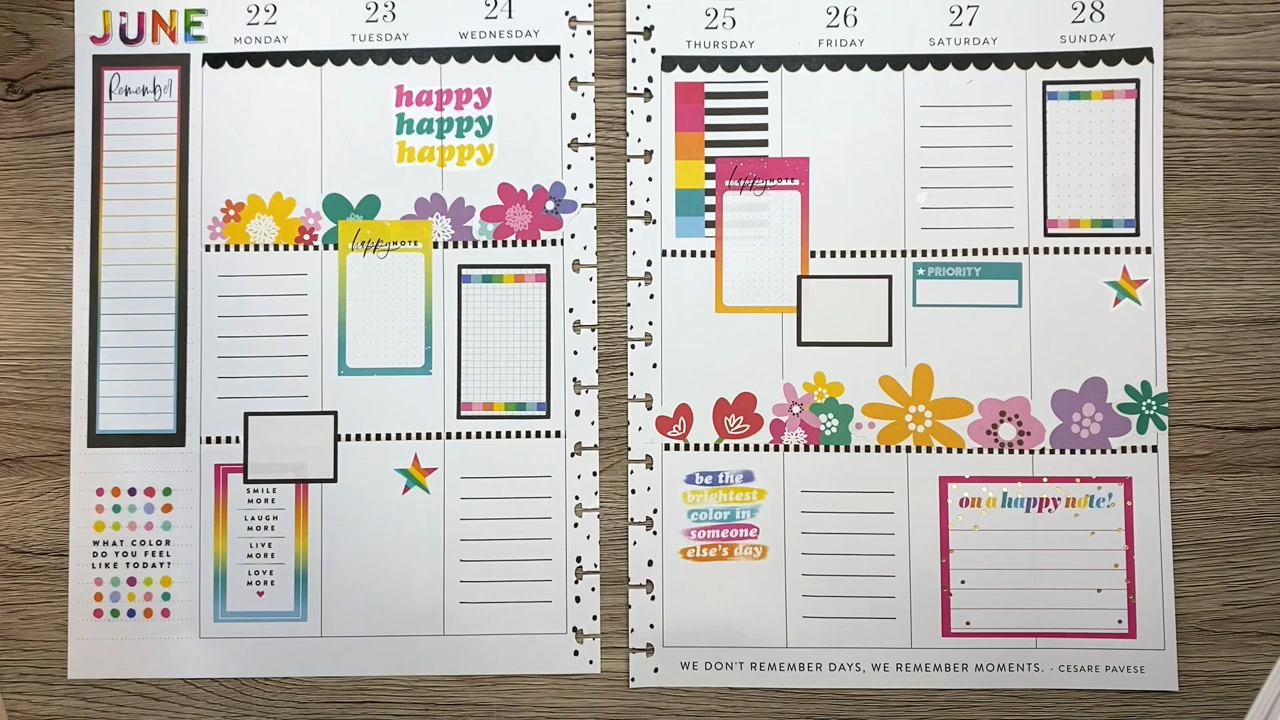 JUNE
22
MONDAY
23
TUESDAY
24
WEDNESDAY
Remember
happy
happy
happy
happy NOTE
SMILE
MORE
LAUGH
MORE
LIVE
MORE
LOVE
MORE
WHAT COLOR
DO YOU FEEL
LIKE TODAY?
25
THURSDAY
26
FRIDAY
27
SATURDAY
28
SUNDAY
happy NOTE
★PRIORITY
be the
brightest
color in
someone
else's day
on a happy note!
WE DON'T REMEMBER DAYS, WE REMEMBER MOMENTS. - CESARE PAVESE